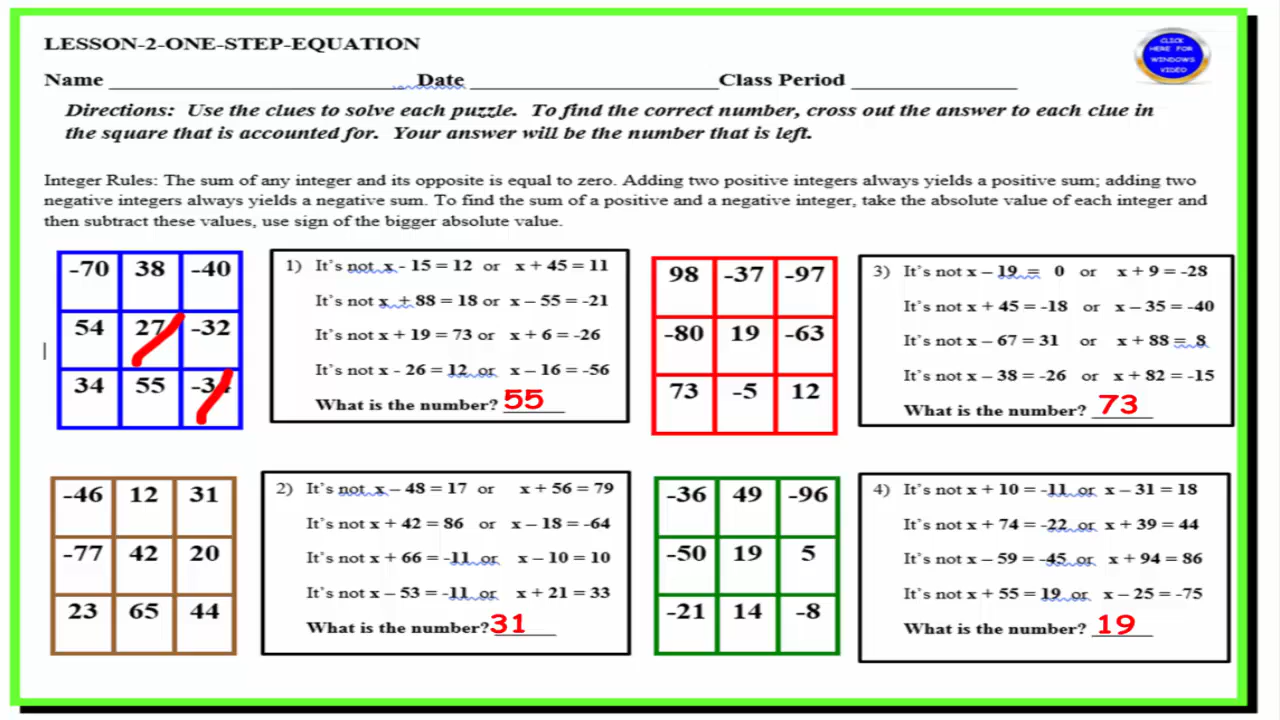 LESSON-2-ONE-STEP-EQUATION
CLICK
HERE FOR
WINDOWS
VIDEO
Name ____________________ Date ____________________ Class Period ____________________
Directions: Use the clues to solve each puzzle. To find the correct number, cross out the answer to each clue in
the square that is accounted for. Your answer will be the number that is left.
Integer Rules: The sum of any integer and its opposite is equal to zero. Adding two positive integers always yields a positive sum; adding two
negative integers always yields a negative sum. To find the sum of a positive and a negative integer, take the absolute value of each integer and
then subtract these values, use sign of the bigger absolute value.
-70 38 -40
54 27 -32
34 55 -34
1) It's not x - 15 = 12 or x + 45 = 11
It's not x + 88 = 18 or x – 55 = -21
It's not x + 19 = 73 or x + 6 = -26
It's not x - 26 = 12 or x – 16 = -56
What is the number? 55
98 -37 -97
-80 19 -63
73 -5 12
3) It's not x – 19 = 0 or x + 9 = -28
It's not x + 45 = -18 or x – 35 = -40
It's not x – 67 = 31 or x + 88 = 8
It's not x – 38 = -26 or x + 82 = -15
What is the number? 73
-46 12 31
-77 42 20
23 65 44
2) It's not x – 48 = 17 or x + 56 = 79
It's not x + 42 = 86 or x – 18 = -64
It's not x + 66 = -11 or x – 10 = 10
It's not x – 53 = -11 or x + 21 = 33
What is the number? 31
-36 49 -96
-50 19 5
-21 14 -8
4) It's not x + 10 = -11 or x – 31 = 18
It's not x + 74 = -22 or x + 39 = 44
It's not x – 59 = -45 or x + 94 = 86
It's not x + 55 = 19 or x – 25 = -75
What is the number? 19